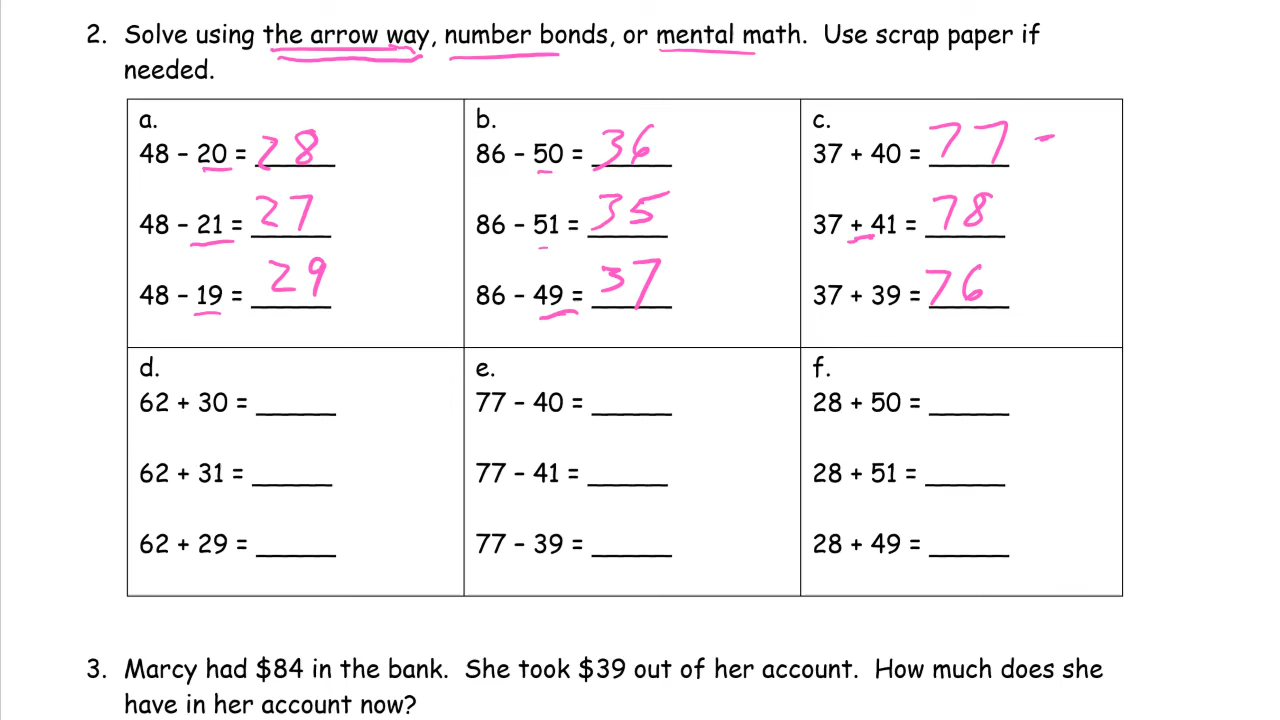 2. Solve using the arrow way, number bonds, or mental math. Use scrap paper if
needed.
a.
48 – 20 = 28
48 – 21 = 27
48 – 19 = 29
b.
86 – 50 = 36
86 – 51 = 35
86 – 49 = 37
c.
37 + 40 = 77 -
37 + 41 = 78
37 + 39 = 76
d.
62 + 30 = ______
62 + 31 = ______
62 + 29 = ______
e.
77 – 40 = ______
77 – 41 = ______
77 – 39 = ______
f.
28 + 50 = ______
28 + 51 = ______
28 + 49 = ______
3. Marcy had $84 in the bank. She took $39 out of her account. How much does she
have in her account now?